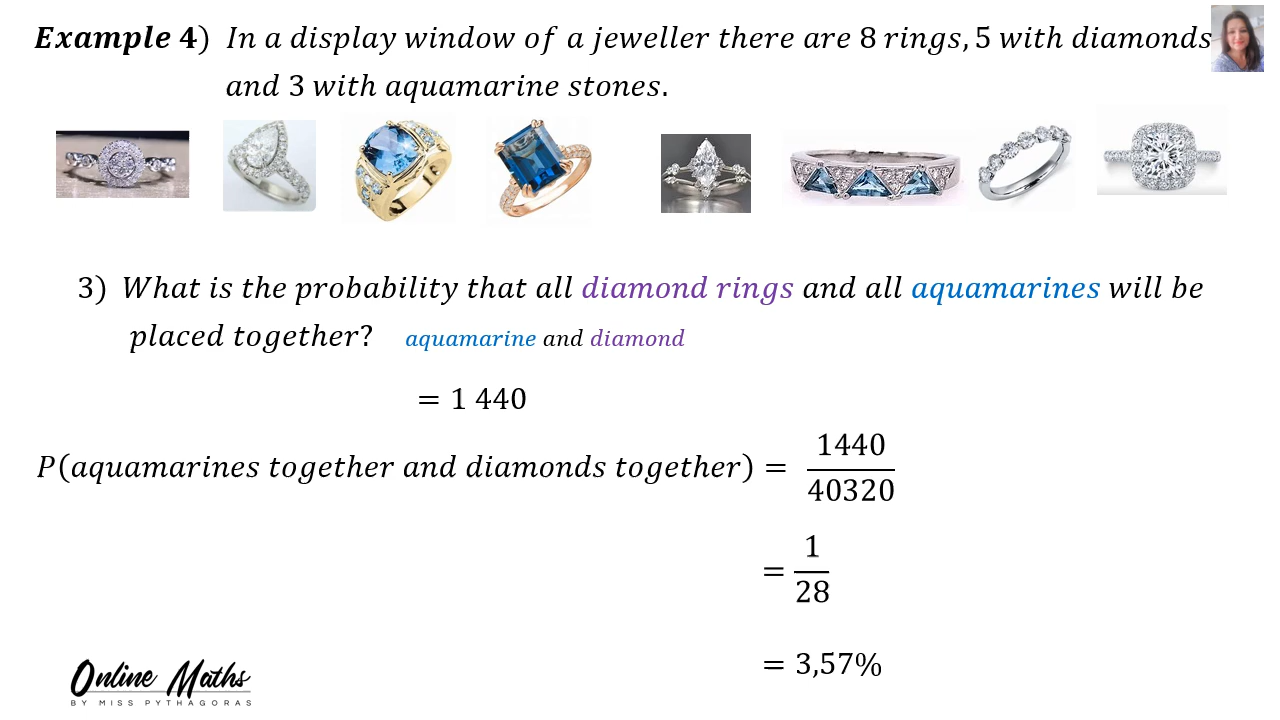 Example 4) In a display window of a jeweller there are 8 rings, 5 with diamonds
and 3 with aquamarine stones.
3) What is the probability that all diamond rings and all aquamarines will be
placed together? aquamarine and diamond
= 1 440
P(aquamarines together and diamonds together) = 1440/40320
= 1/28
= 3,57%
Online Maths
BY MISS PYTHAGORAS